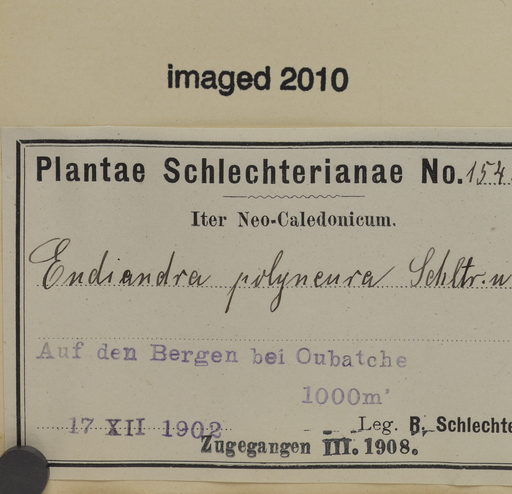 imaged 2010
Plantae Schlechterianae No. 154
Iter Neo-Caledonicum.
Endiandra polyneura Schltr. n
Auf den Bergen bei Oubatche
1000m'
17 XII 1902 Leg. R. Schlechte
Zugegangen III. 1908.